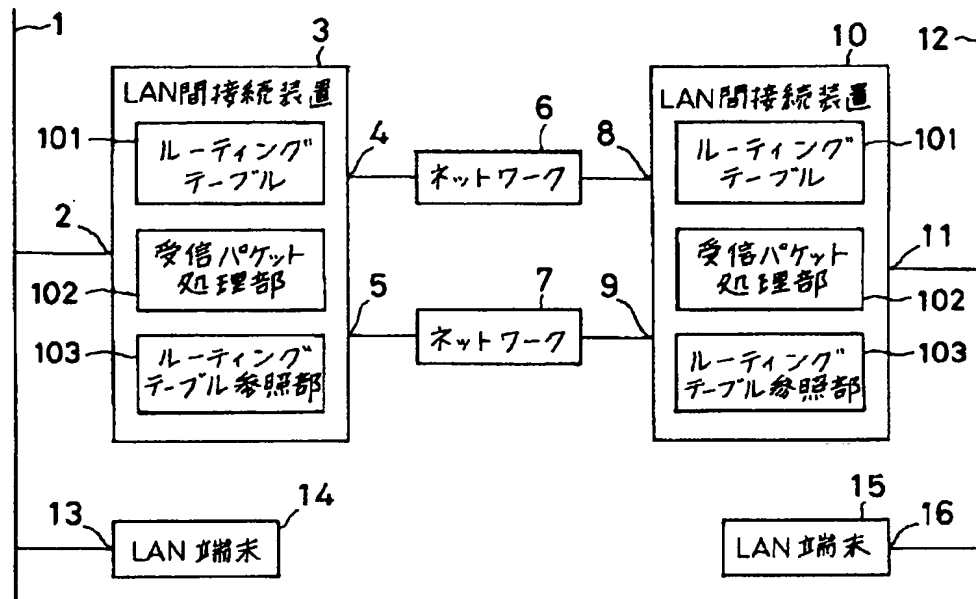 1
3
10
12
LAN間接続装置
LAN間接続装置
101
ルーティング
テーブル
4
6
ネットワーク
8
ルーティング
テーブル
101
2
受信パケット
処理部
102
受信パケット
処理部
11
102
5
7
ネットワーク
9
103
ルーティング
テーブル参照部
ルーティング
テーブル参照部
103
13
14
LAN端末
15
16
LAN端末